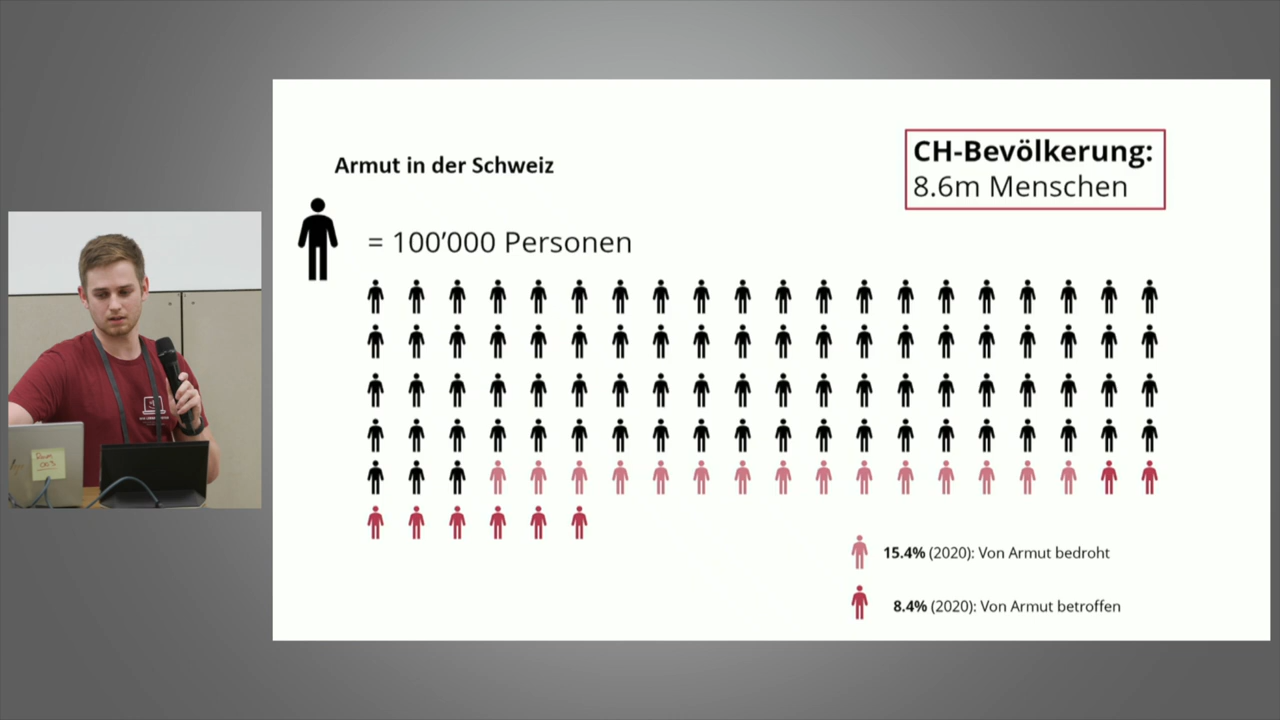 Armut in der Schweiz
CH-Bevölkerung:
8.6m Menschen
= 100’000 Personen
15.4% (2020): Von Armut bedroht
8.4% (2020): Von Armut betroffen